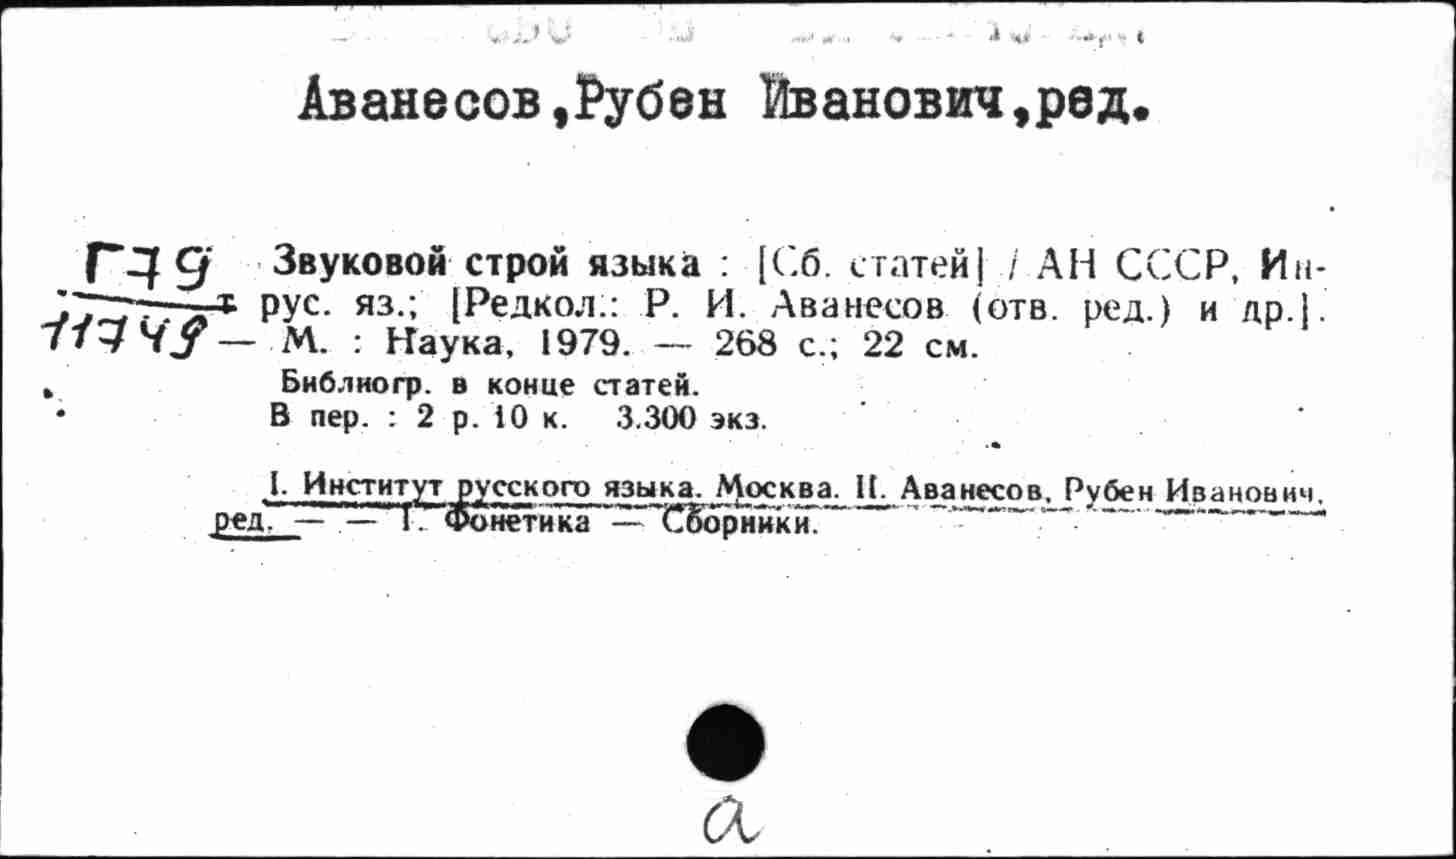 Аванесов,Рубен Иванович,ред.
Г79 Звуковой строй языка : [Сб. статей] / АН СССР, Ин-т рус. яз.; [Редкол.: Р. И. Аванесов (отв. ред.) и др.].
11749 — М. : Наука, 1979. — 268 с.; 22 см.
Библиогр. в конце статей.
В пер. : 2 р. 10 к. 3.300 экз.
I. Институт русского языка. Москва. II. Аванесов, Рубен Иванович,
ред. — — 1. Фонетика — Сборники.
а